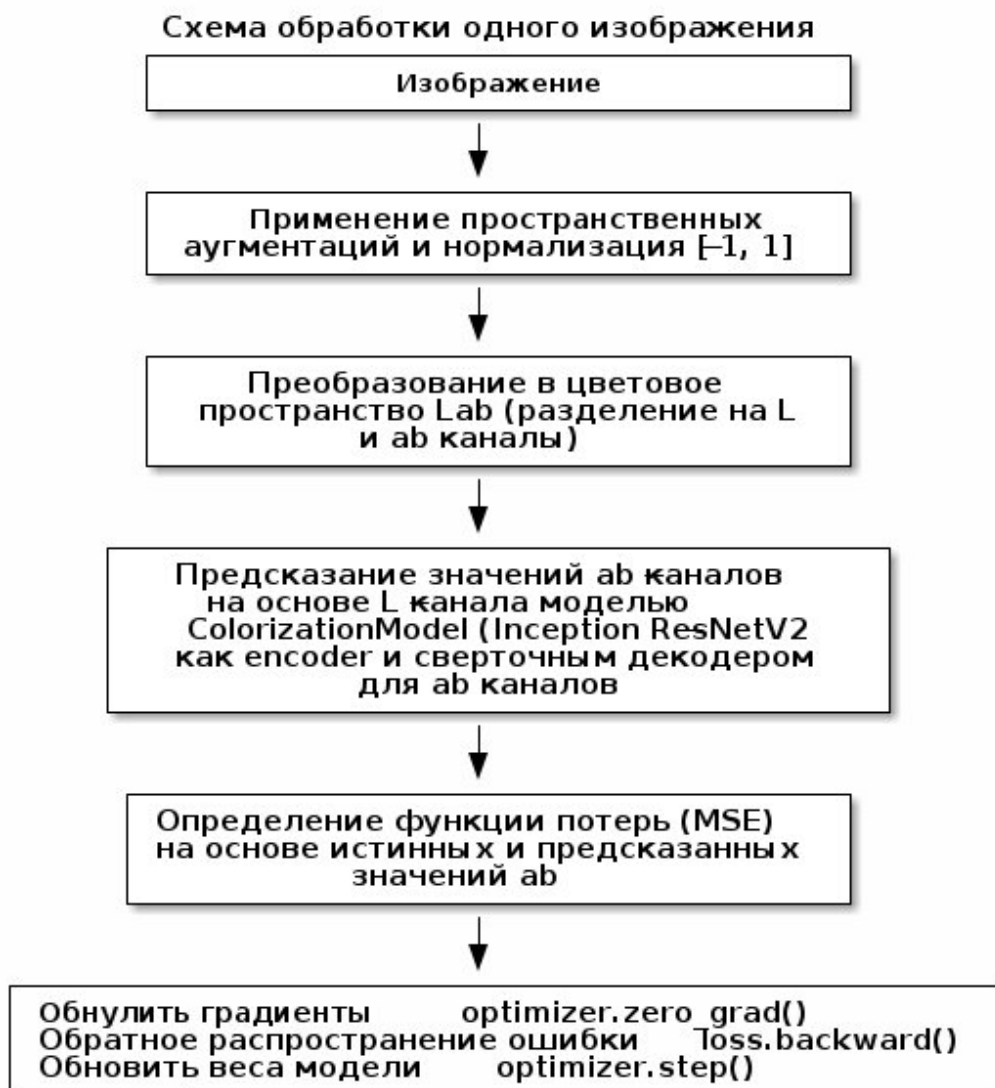 Схема обработки одного изображения
Изображение
Применение пространственных
аугментаций и нормализация [-1, 1]
Преобразование в цветовое
пространство Lab (разделение на L
и ab каналы)
Предсказание значений ab каналов
на основе L канала моделью
ColorizationModel (Inception ResNetV2
как encoder и сверточным декодером
для ab каналов
Определение функции потерь (MSE)
на основе истинных и предсказанных
значений ab
Обнулить градиенты optimizer.zero_grad()
Обратное распространение ошибки loss.backward()
Обновить веса модели optimizer.step()